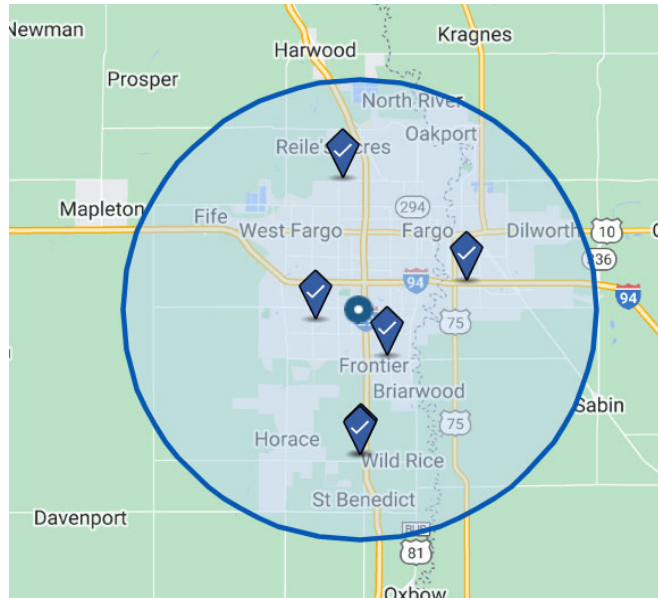 Newman
Kragnes
Harwood
Prosper
North River
Oakport
Reile's Acres
Mapleton
Fife
294
West Fargo
Fargo
Dilworth
10
336
94
94
75
Frontier
Briarwood
75
Sabin
Horace
Wild Rice
St Benedict
Davenport
BUS
81
Oxbow